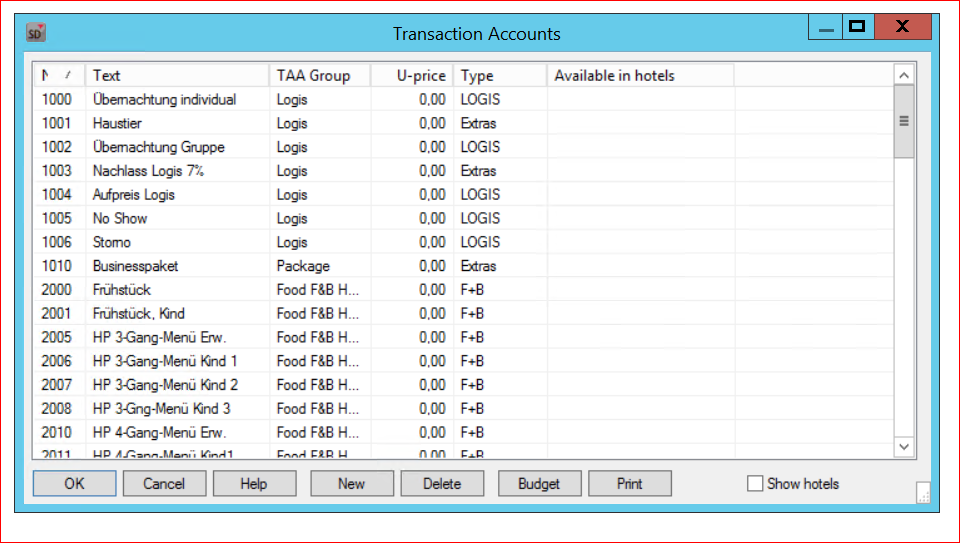 SD
Transaction Accounts
N Text TAA Group U-price Type Available in hotels
1000 Übernachtung individual Logis 0,00 LOGIS
1001 Haustier Logis 0,00 Extras
1002 Übernachtung Gruppe Logis 0,00 LOGIS
1003 Nachlass Logis 7% Logis 0,00 Extras
1004 Aufpreis Logis Logis 0,00 LOGIS
1005 No Show Logis 0,00 LOGIS
1006 Storno Logis 0,00 LOGIS
1010 Businesspaket Package 0,00 Extras
2000 Frühstück Food F&B H... 0,00 F+B
2001 Frühstück, Kind Food F&B H... 0,00 F+B
2005 HP 3-Gang-Menü Erw. Food F&B H... 0,00 F+B
2006 HP 3-Gang-Menü Kind 1 Food F&B H... 0,00 F+B
2007 HP 3-Gang-Menü Kind 2 Food F&B H... 0,00 F+B
2008 HP 3-Gng-Menü Kind 3 Food F&B H... 0,00 F+B
2010 HP 4-Gang-Menü Erw. Food F&B H... 0,00 F+B
2011 HP 4-Gang-Menü Kind1 Food F&B H... 0,00 F+B
OK Cancel Help New Delete Budget Print Show hotels